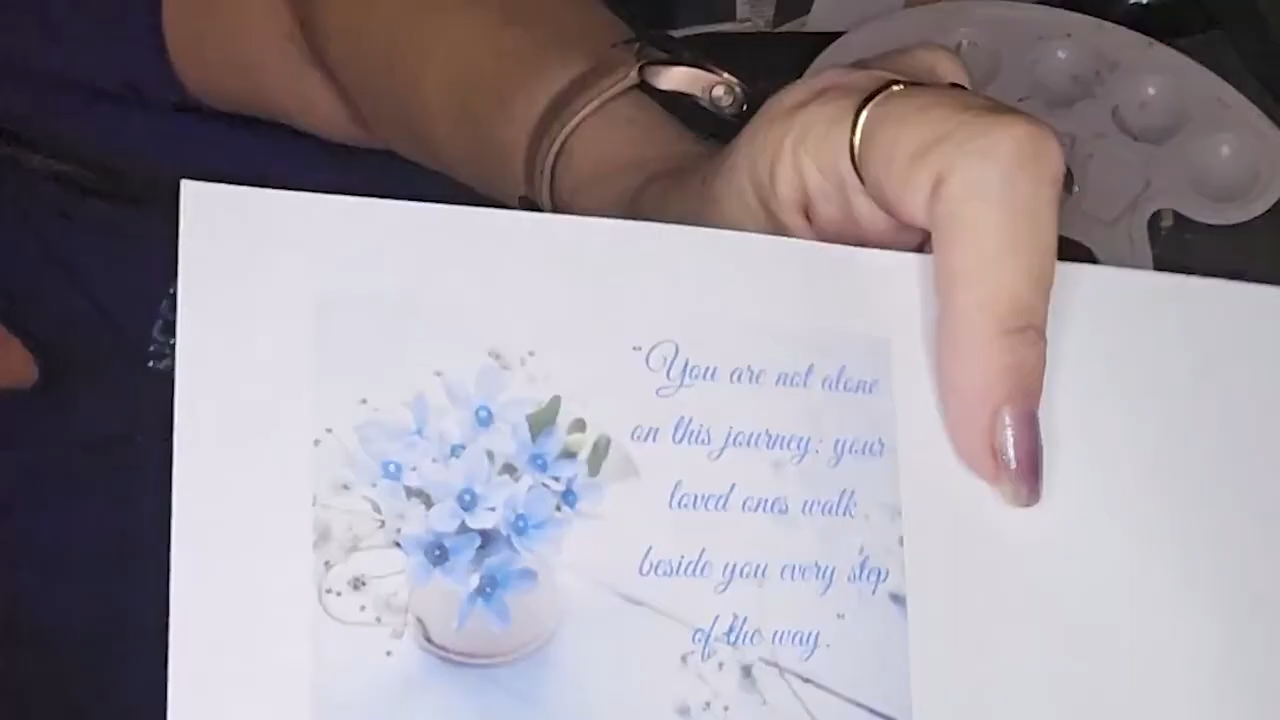 "You are not alone
on this journey: your
loved ones walk
beside you every step
of the way."